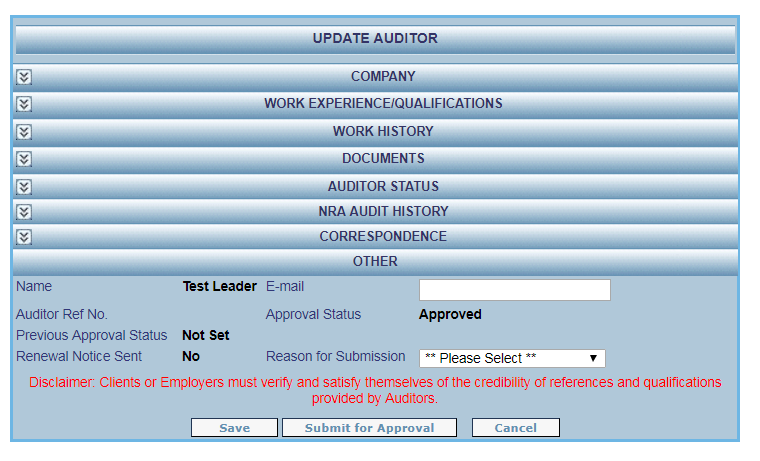 UPDATE AUDITOR
COMPANY
WORK EXPERIENCE/QUALIFICATIONS
WORK HISTORY
DOCUMENTS
AUDITOR STATUS
NRA AUDIT HISTORY
CORRESPONDENCE
OTHER
Name Test Leader E-mail
Auditor Ref No. Approval Status Approved
Previous Approval Status Not Set
Renewal Notice Sent No Reason for Submission ** Please Select **
Disclaimer: Clients or Employers must verify and satisfy themselves of the credibility of references and qualifications
provided by Auditors.
Save Submit for Approval Cancel